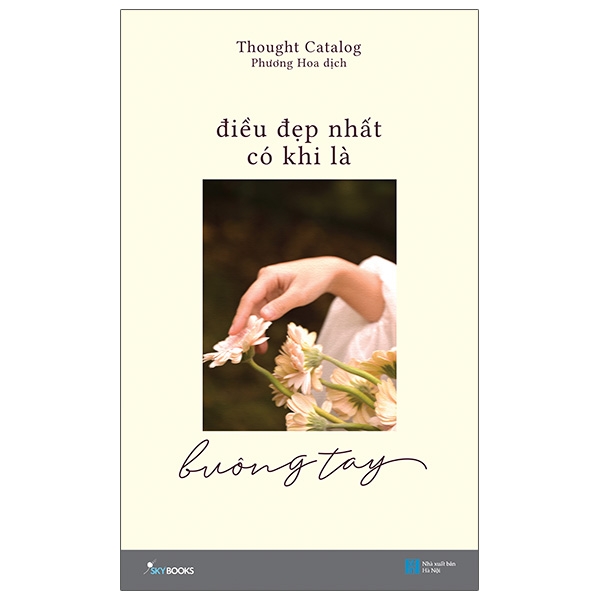 Thought Catalog
Phương Hoa dịch
điều đẹp nhất
có khi là
buông tay
SKYBOOKS
Nhà xuất bản
Hà Nội